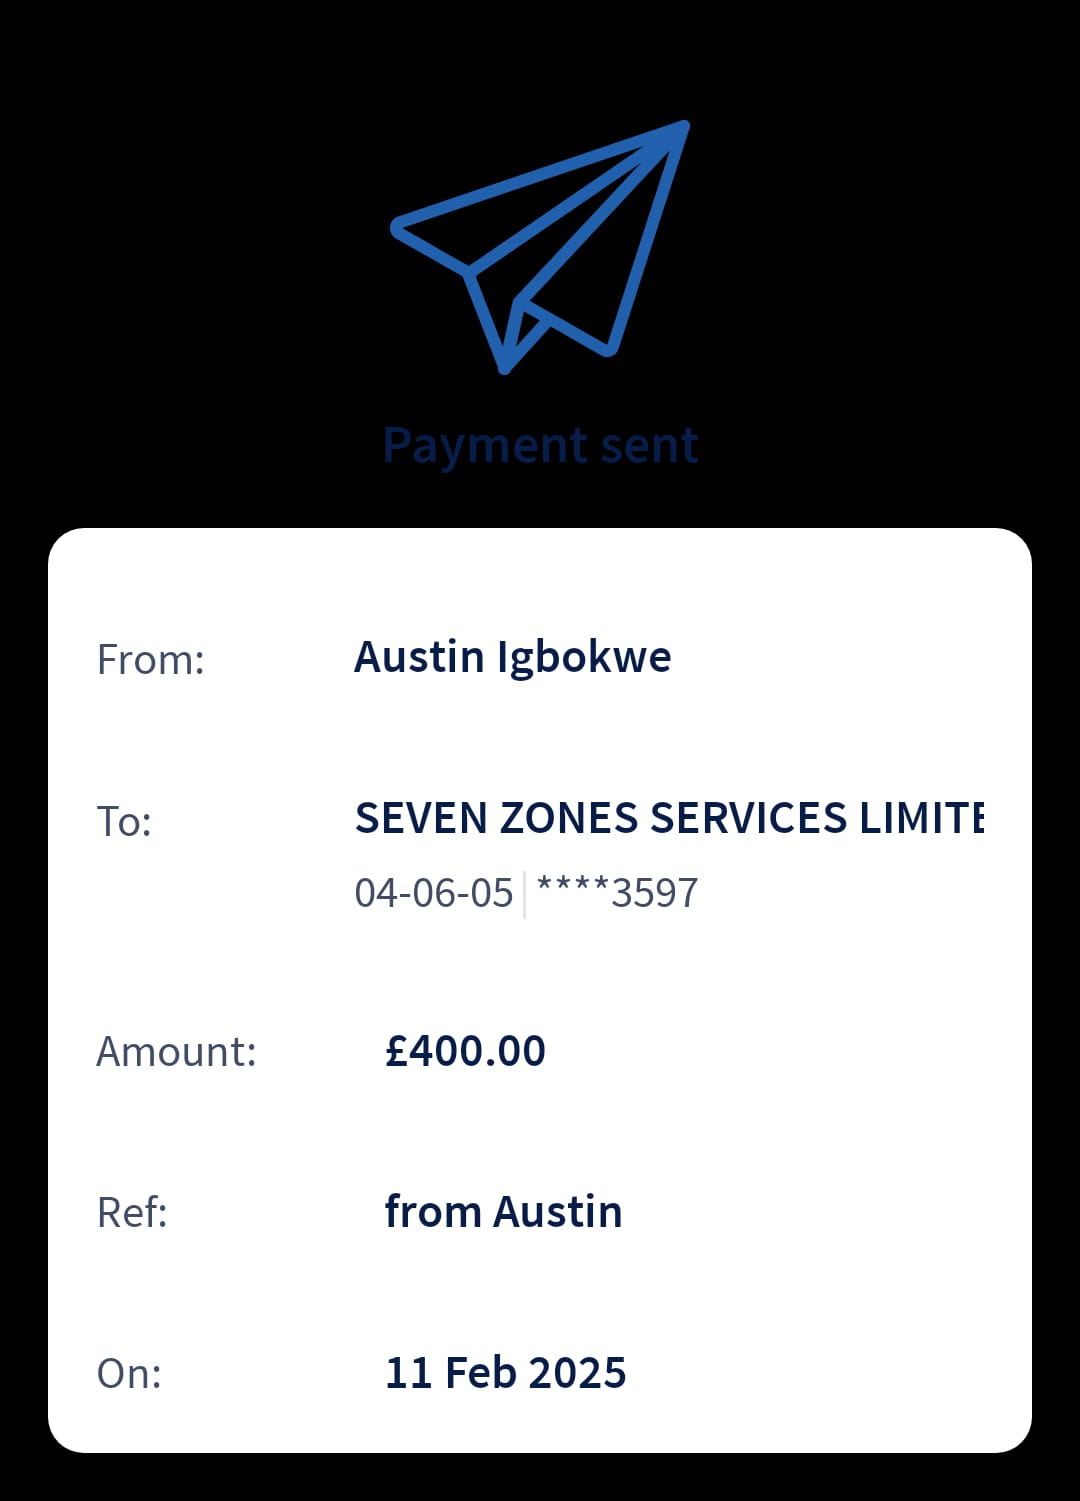 Payment sent
From: Austin Igbokwe
To: SEVEN ZONES SERVICES LIMITE
04-06-05 ****3597
Amount: £400.00
Ref: from Austin
On: 11 Feb 2025